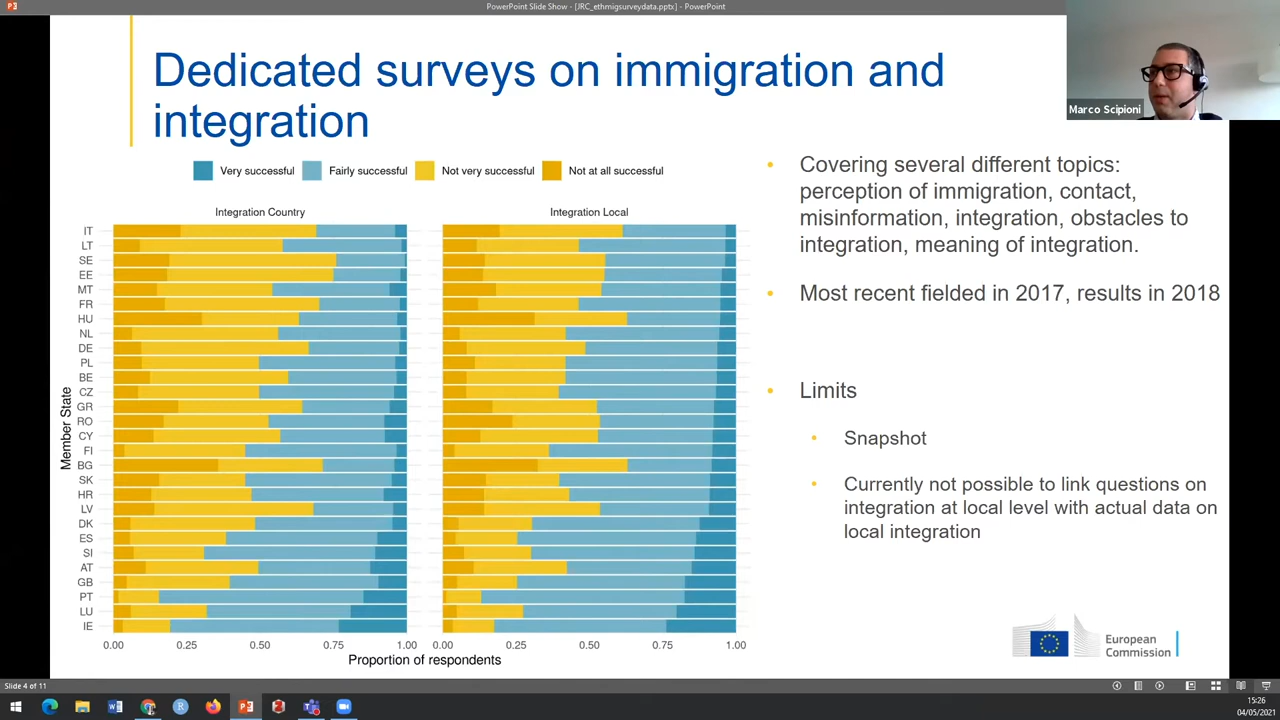 PowerPoint Slide Show - [JRC_ethmigsurveydata.pptx] - PowerPoint
Dedicated surveys on immigration and
integration
Marco Scipioni
Very successful
Fairly successful
Not very successful
Not at all successful
Integration Country
Integration Local
Member State
IT
LT
SE
EE
MT
FR
HU
NL
DE
PL
BE
CZ
GR
RO
CY
FI
BG
SK
HR
LV
DK
ES
SI
AT
GB
PT
LU
IE
0.00 0.25 0.50 0.75 1.00
0.00 0.25 0.50 0.75 1.00
Proportion of respondents
• Covering several different topics:
perception of immigration, contact,
misinformation, integration, obstacles to
integration, meaning of integration.
• Most recent fielded in 2017, results in 2018
• Limits
• Snapshot
• Currently not possible to link questions on
integration at local level with actual data on
local integration
European
Commission
Slide 4 of 11
15:26
04/05/2021